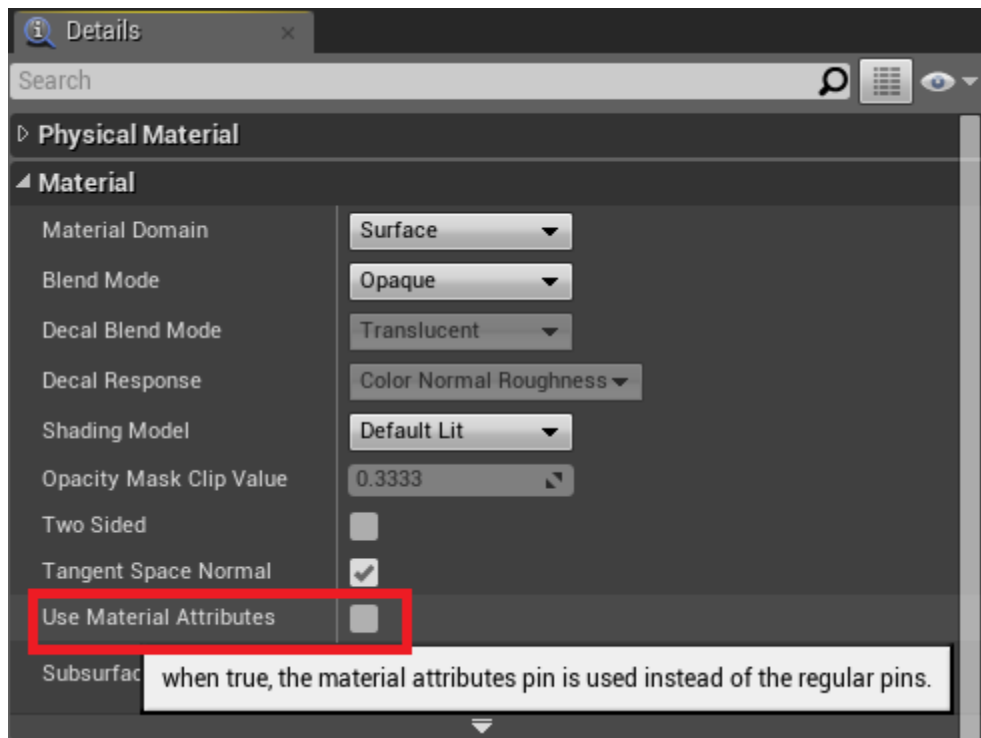 Details
Search
Physical Material
Material
Material Domain Surface
Blend Mode Opaque
Decal Blend Mode Translucent
Decal Response Color Normal Roughness
Shading Model Default Lit
Opacity Mask Clip Value 0.3333
Two Sided
Tangent Space Normal
Use Material Attributes
Subsurfac
when true, the material attributes pin is used instead of the regular pins.